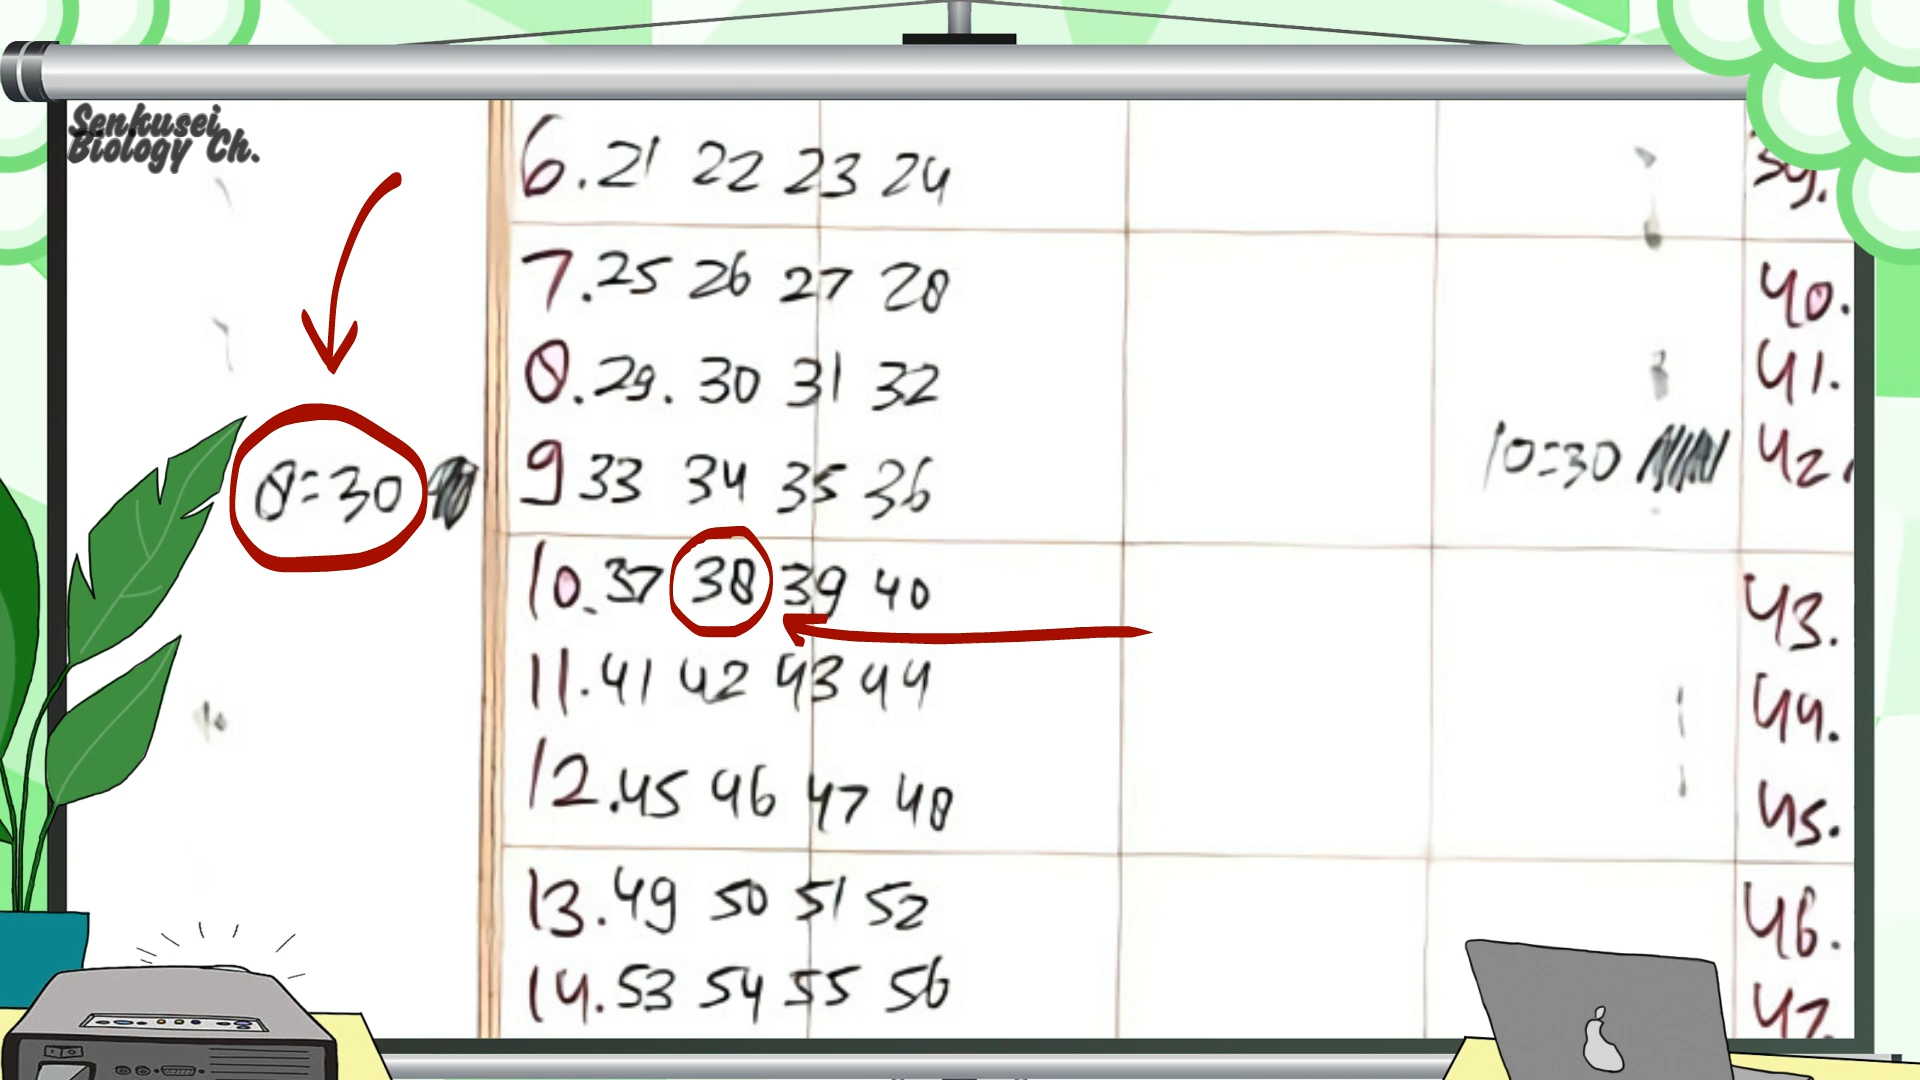 Senkusei
Biology Ch.
6. 21 22 23 24
7. 25 26 27 28
8. 29. 30 31 32
9 33 34 35 36
10. 37 38 39 40
11. 41 42 43 44
12. 45 46 47 48
13. 49 50 51 52
14. 53 54 55 56
8=30
10=30
39.
40.
41.
42.
43.
44.
45.
46.
47.